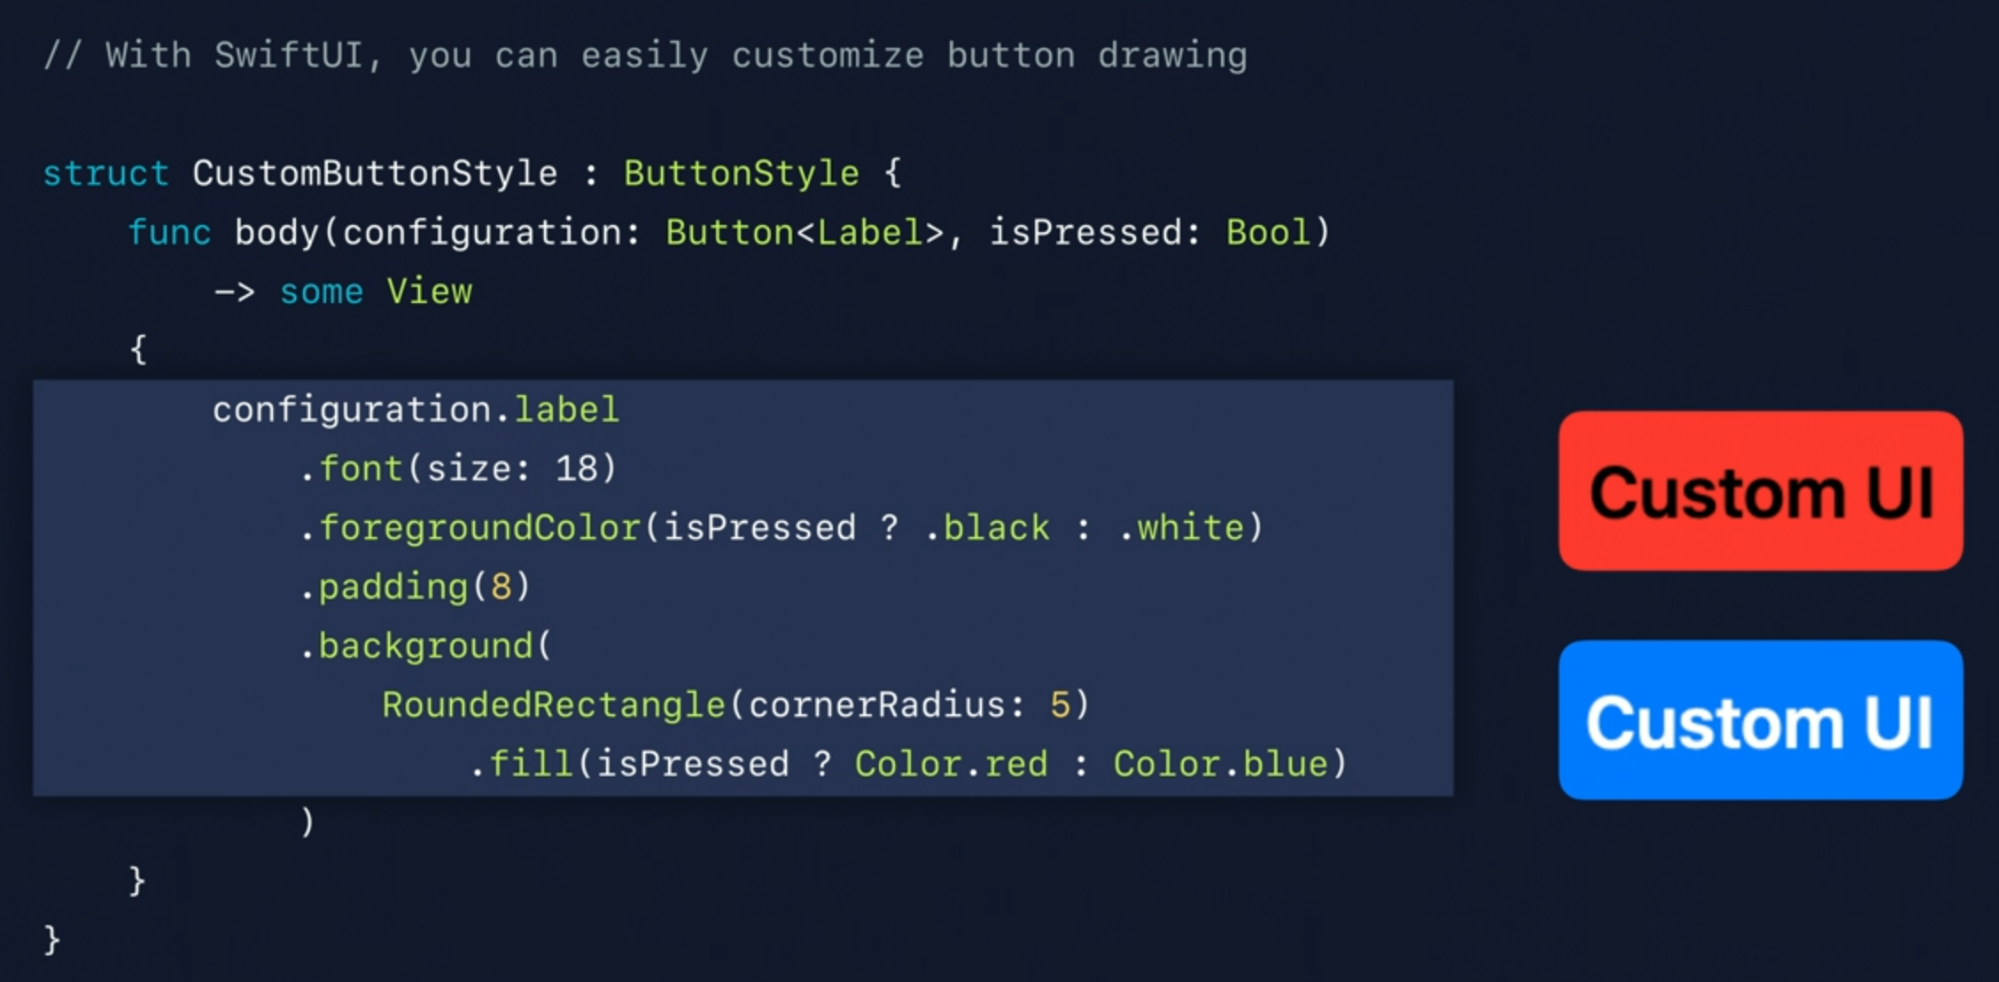 // With SwiftUI, you can easily customize button drawing
struct CustomButtonStyle : ButtonStyle {
func body(configuration: Button<Label>, isPressed: Bool)
-> some View
{
configuration.label
.font(size: 18)
.foregroundColor(isPressed ? .black : .white)
.padding(8)
.background(
RoundedRectangle(cornerRadius: 5)
.fill(isPressed ? Color.red : Color.blue)
)
}
}
Custom UI
Custom UI